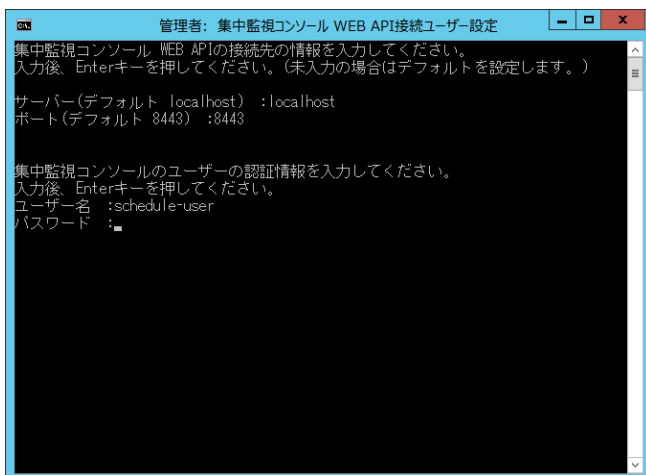 管理者: 集中監視コンソール WEB API接続ユーザー設定
集中監視コンソール WEB APIの接続先の情報を入力してください。
入力後、Enterキーを押してください。(未入力の場合はデフォルトを設定します。)
サーバー(デフォルト localhost) :localhost
ポート(デフォルト 8443) :8443
集中監視コンソールのユーザーの認証情報を入力してください。
入力後、Enterキーを押してください。
ユーザー名 :schedule-user
パスワード :